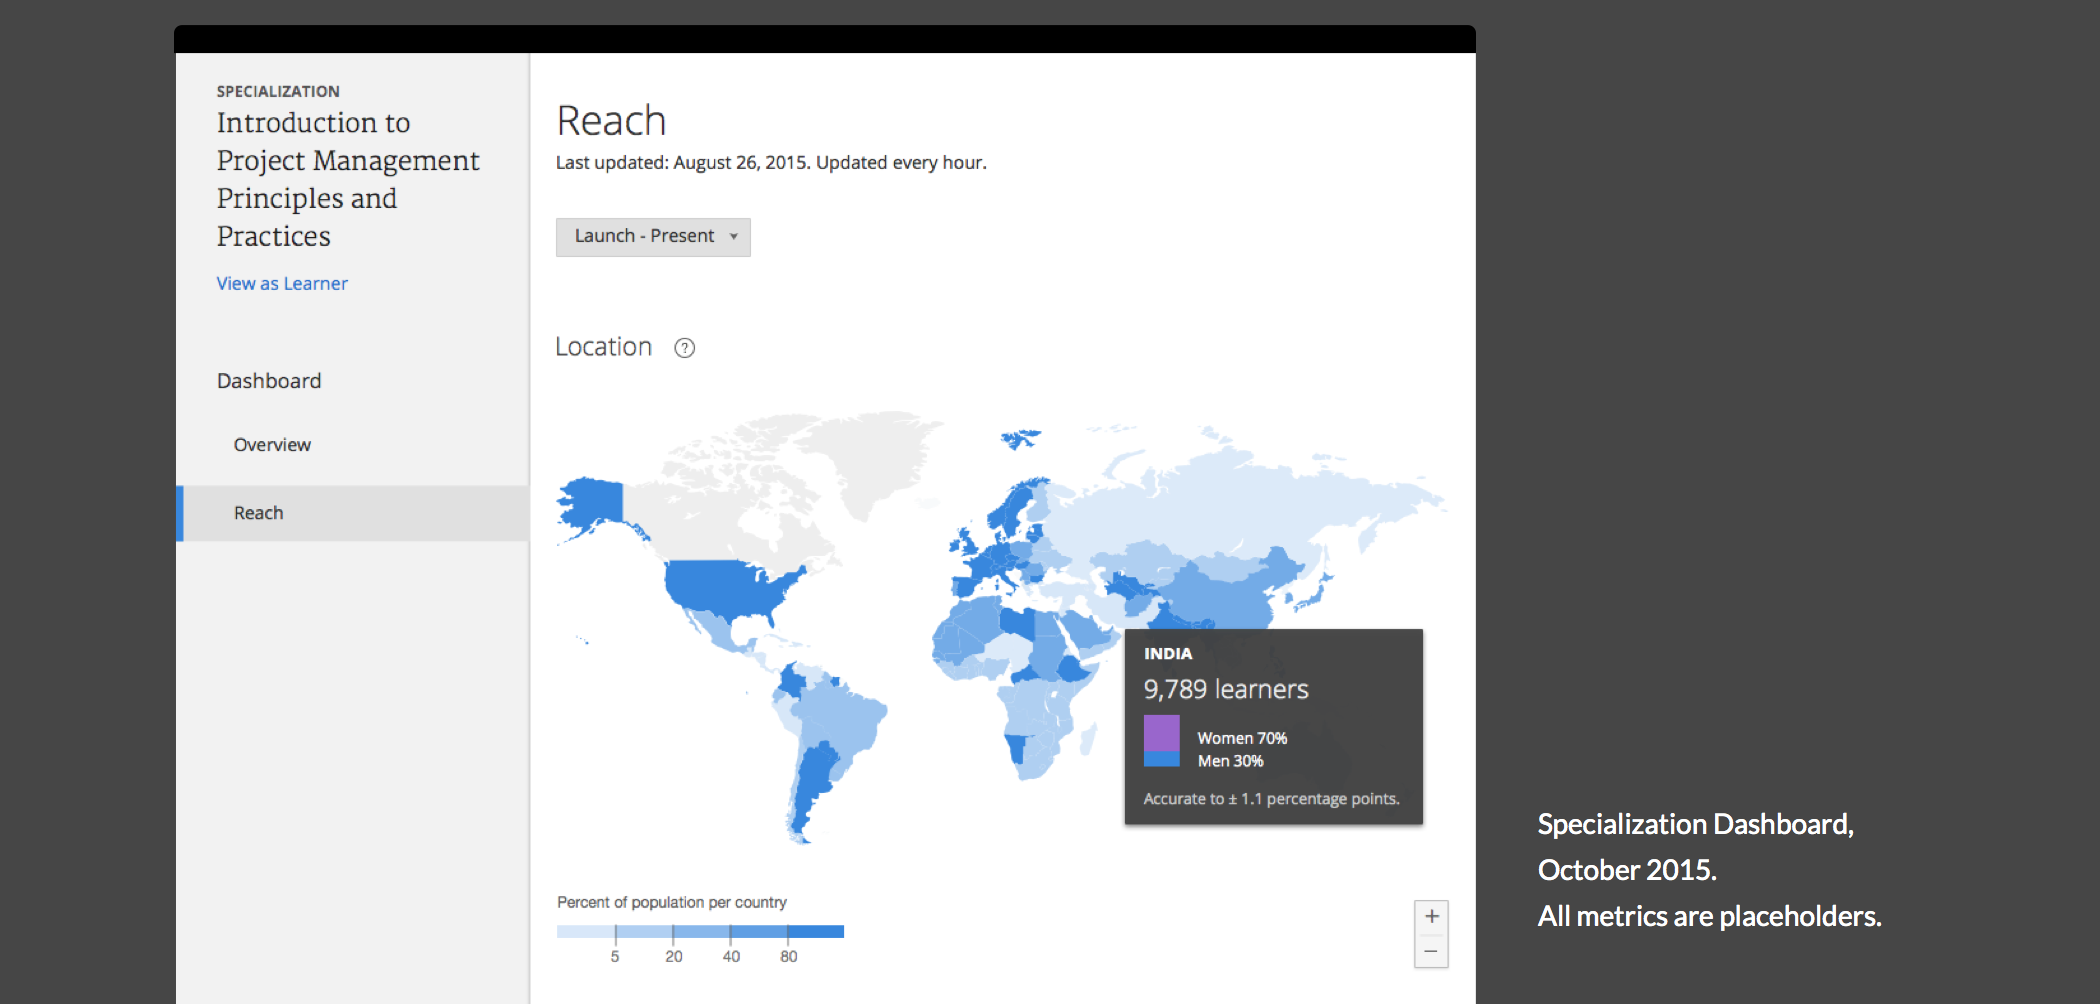 SPECIALIZATION
Introduction to
Project Management
Principles and
Practices
View as Learner
Dashboard
Overview
Reach
Reach
Last updated: August 26, 2015. Updated every hour.
Launch - Present
Location ?
INDIA
9,789 learners
Women 70%
Men 30%
Accurate to ± 1.1 percentage points.
Percent of population per country
5 20 40 80
+
−
Specialization Dashboard,
October 2015.
All metrics are placeholders.